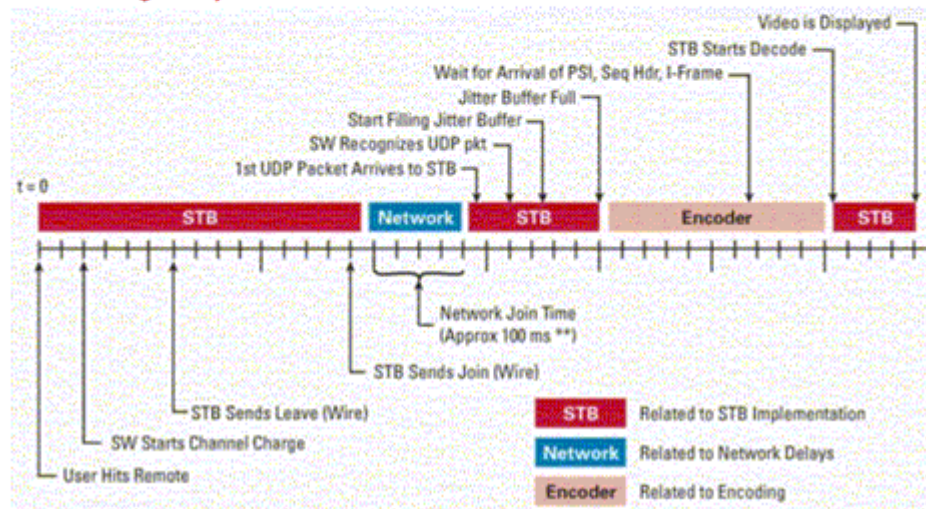 Video is Displayed
STB Starts Decode
Wait for Arrival of PSI, Seq Hdr, I-Frame
Jitter Buffer Full
Start Filling Jitter Buffer
SW Recognizes UDP pkt
1st UDP Packet Arrives to STB
t = 0
STB Network STB Encoder STB
Network Join Time
(Approx 100 ms **)
STB Sends Join (Wire)
STB Sends Leave (Wire)
SW Starts Channel Charge
User Hits Remote
STB Related to STB Implementation
Network Related to Network Delays
Encoder Related to Encoding